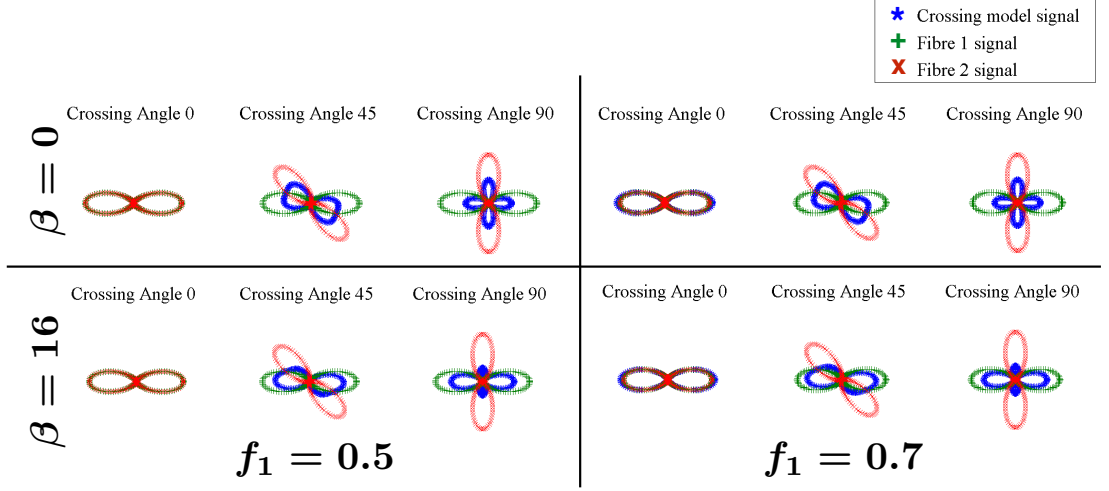 Crossing model signal
Fibre 1 signal
Fibre 2 signal
Crossing Angle 0 Crossing Angle 45 Crossing Angle 90 Crossing Angle 0 Crossing Angle 45 Crossing Angle 90
β = 0
Crossing Angle 0 Crossing Angle 45 Crossing Angle 90 Crossing Angle 0 Crossing Angle 45 Crossing Angle 90
β = 16
f₁ = 0.5 f₁ = 0.7